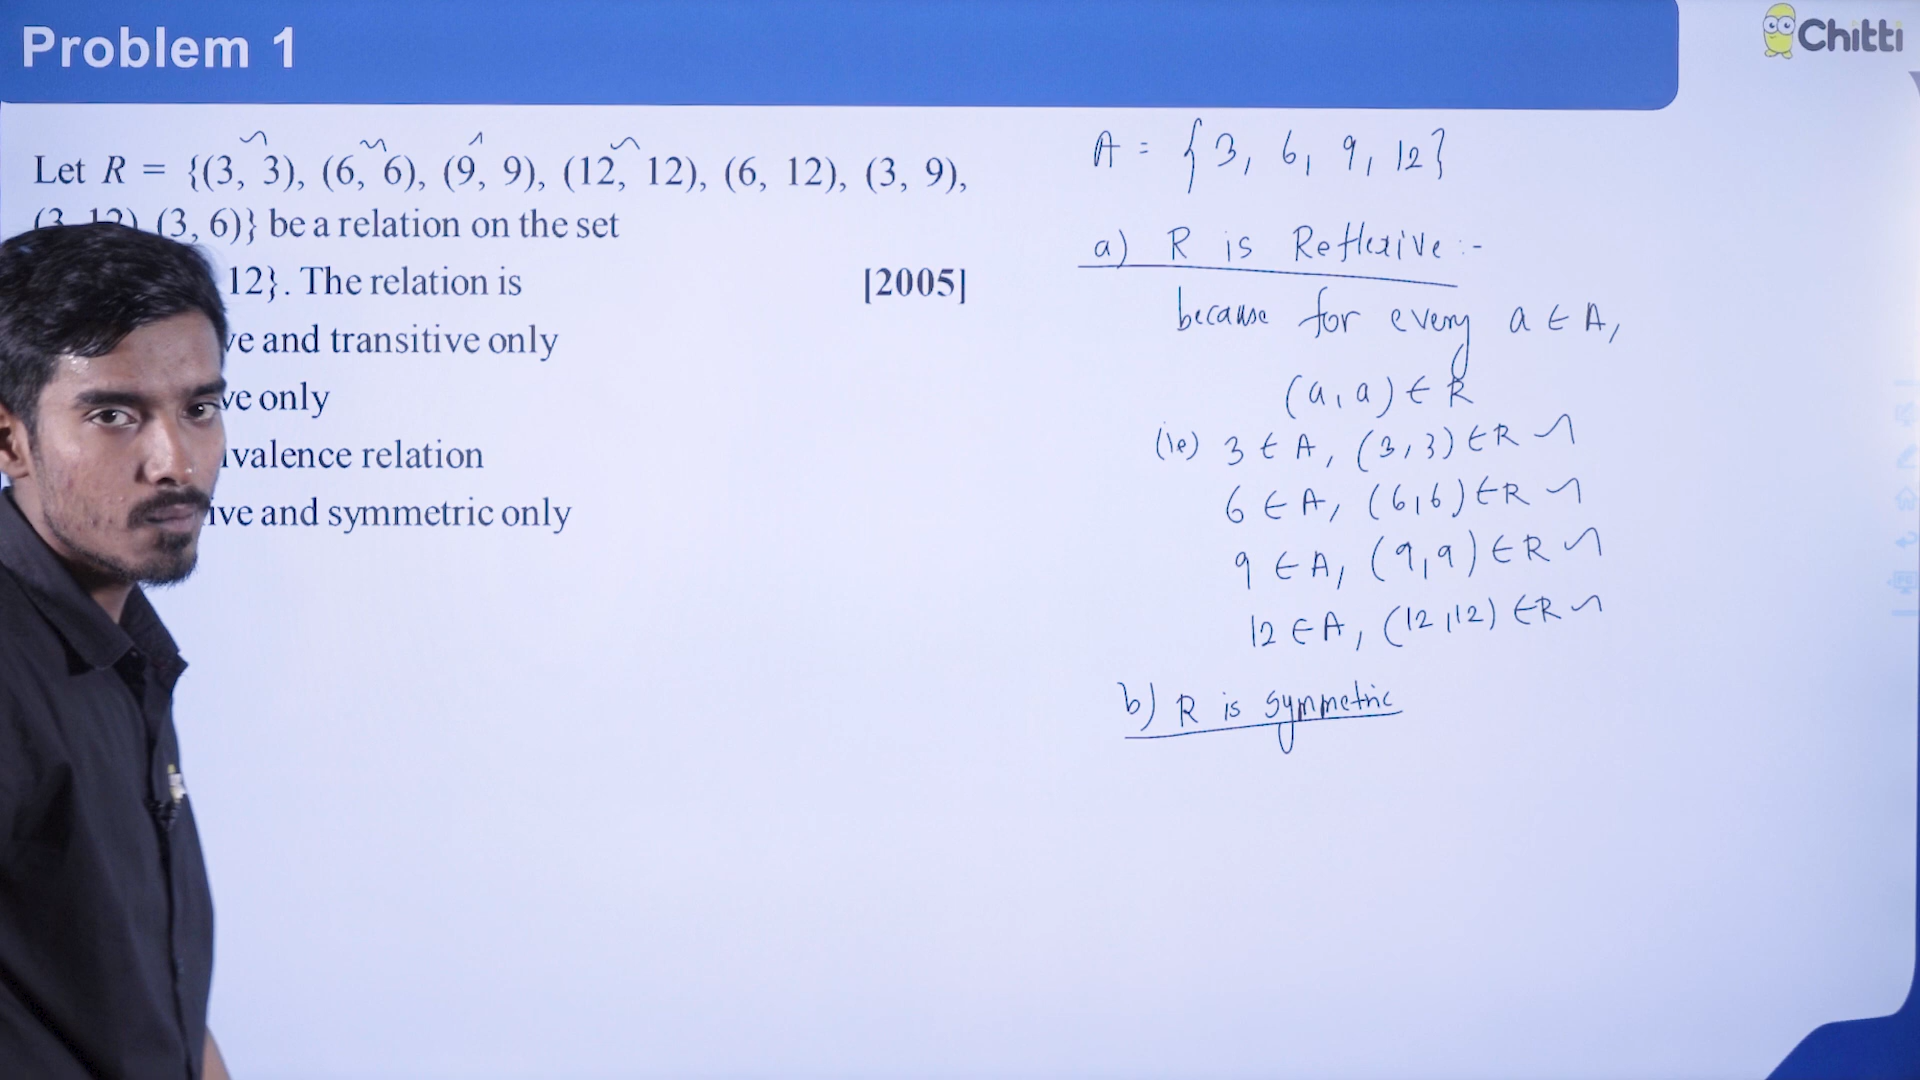 Problem 1
Chitti
Let R = {(3, 3), (6, 6), (9, 9), (12, 12), (6, 12), (3, 9),
(3, 12), (3, 6)} be a relation on the set
12}. The relation is [2005]
ve and transitive only
ve only
ivalence relation
ive and symmetric only
A = {3, 6, 9, 12}
a) R is Reflexive :-
because for every a ∈ A,
(a, a) ∈ R
(ie) 3 ∈ A, (3, 3) ∈ R
6 ∈ A, (6, 6) ∈ R
9 ∈ A, (9, 9) ∈ R
12 ∈ A, (12, 12) ∈ R
b) R is symmetric